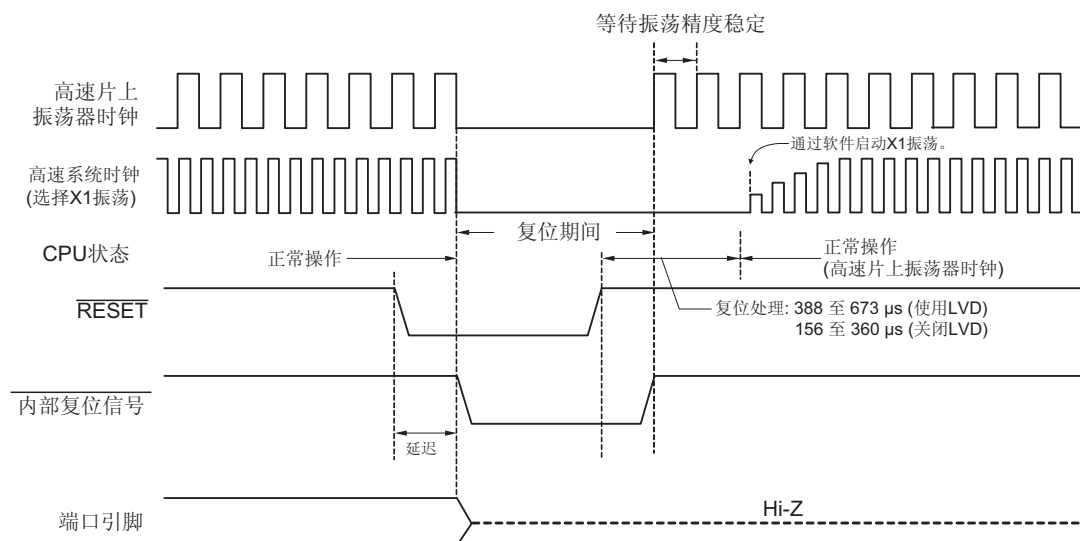 等待振荡精度稳定
高速片上
振荡器时钟
通过软件启动X1振荡。
高速系统时钟
(选择X1振荡)
复位期间
CPU状态
正常操作
正常操作
(高速片上振荡器时钟)
RESET
复位处理: 388 至 673 µs (使用LVD)
156 至 360 µs (关闭LVD)
内部复位信号
延迟
端口引脚
Hi-Z